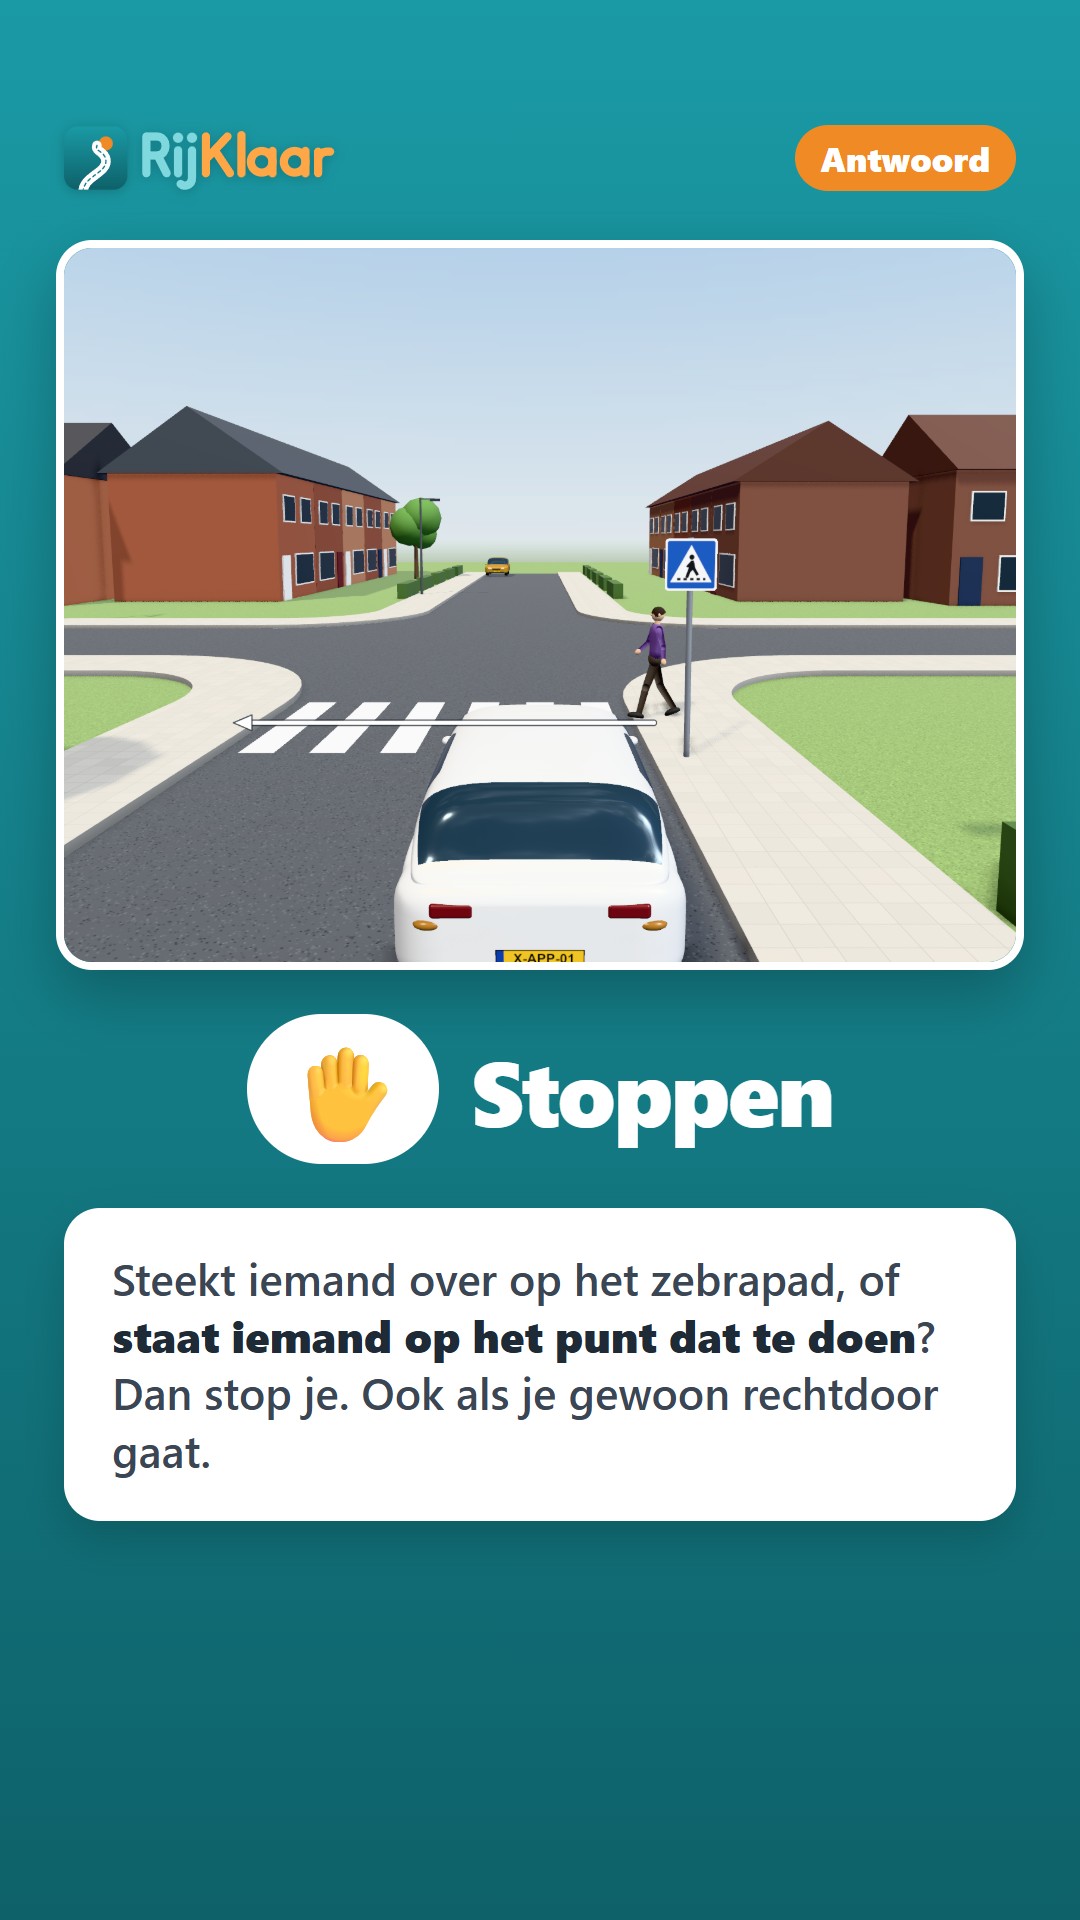 RijKlaar
Antwoord
X-APP-01
Stoppen
Steekt iemand over op het zebrapad, of
staat iemand op het punt dat te doen?
Dan stop je. Ook als je gewoon rechtdoor
gaat.